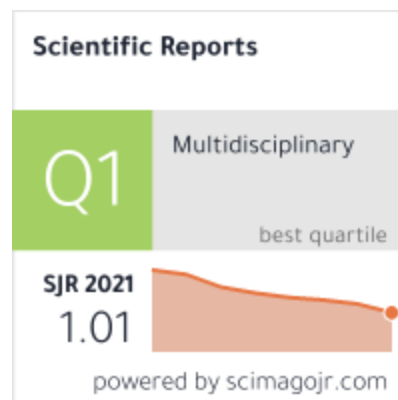 Scientific Reports
Q1
Multidisciplinary
best quartile
SJR 2021
1.01
powered by scimagojr.com